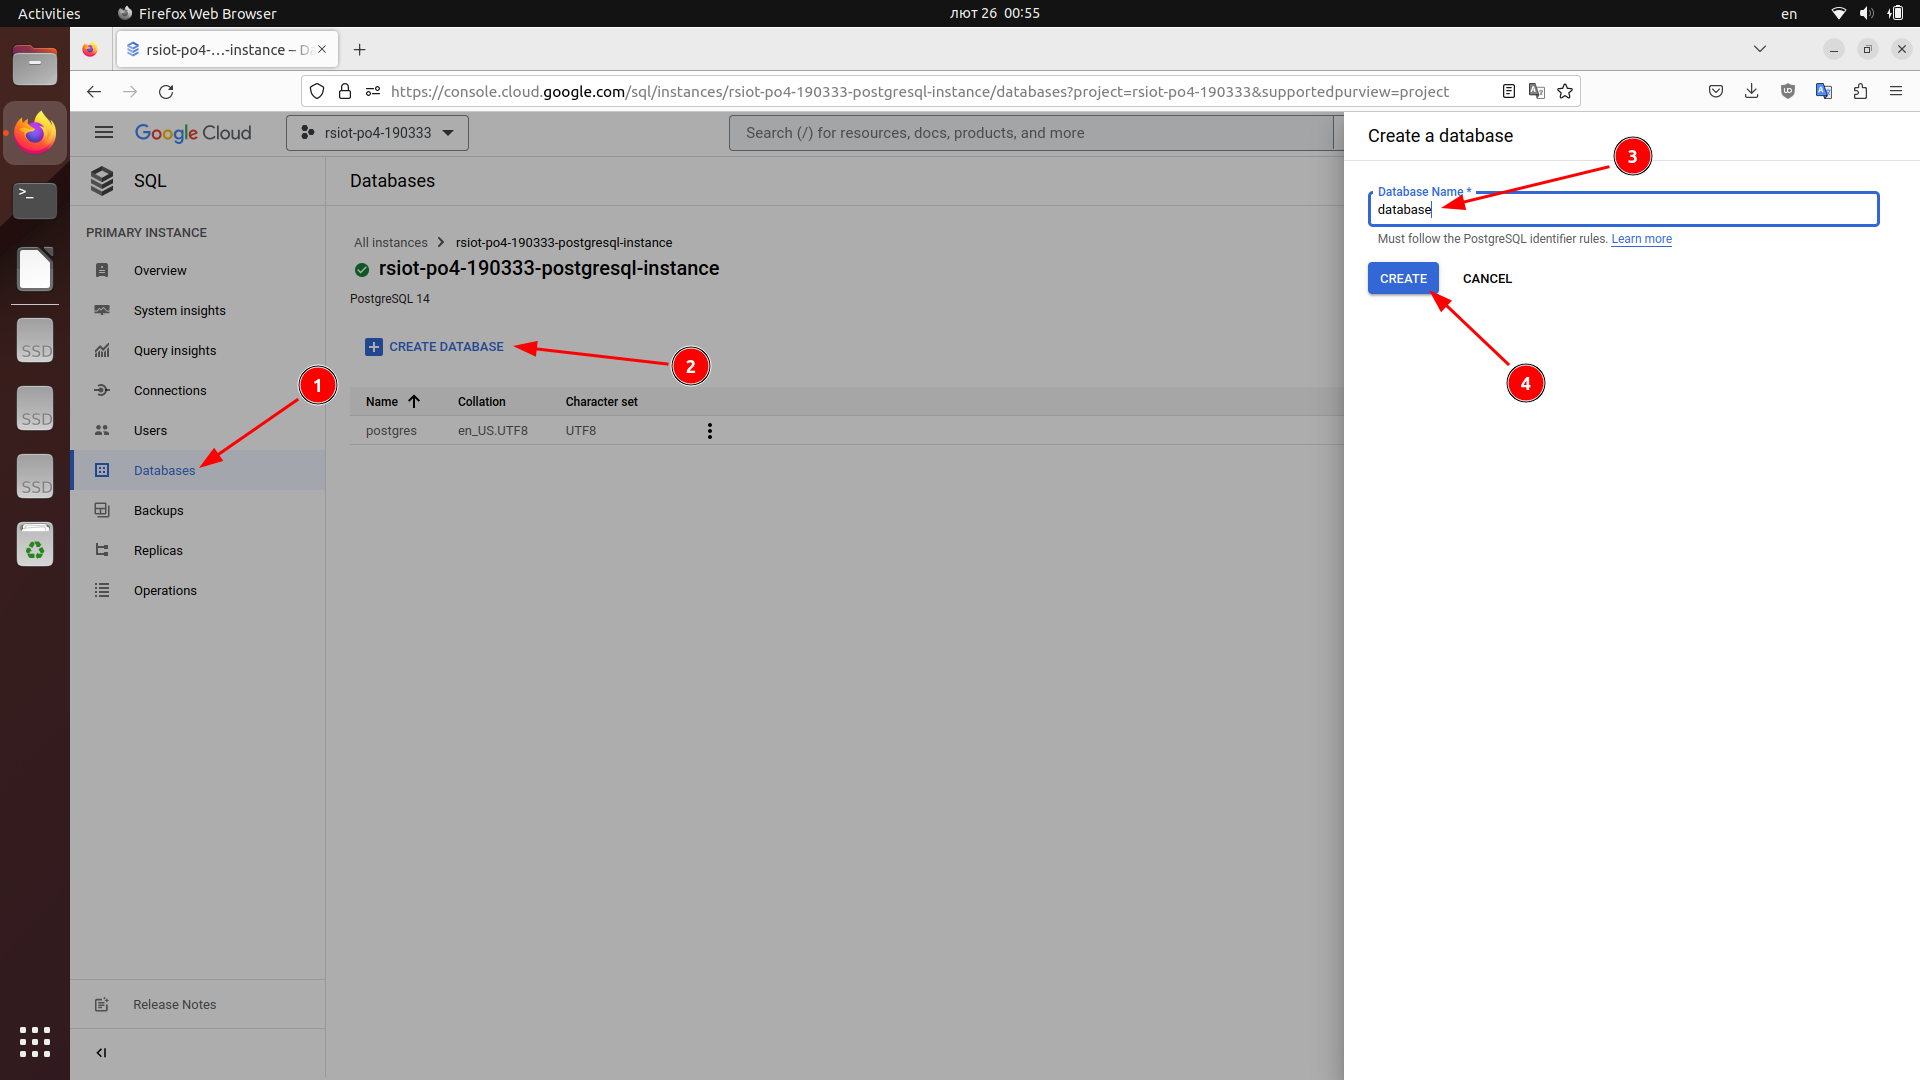 Activities
Firefox Web Browser
лют 26 00:55
en
rsiot-po4-…-instance – D
https://console.cloud.google.com/sql/instances/rsiot-po4-190333-postgresql-instance/databases?project=rsiot-po4-190333&supportedpurview=project
Google Cloud
rsiot-po4-190333
Search (/) for resources, docs, products, and more
Create a database
3
SQL
Databases
Database Name *
database
Must follow the PostgreSQL identifier rules. Learn more
CREATE
CANCEL
4
PRIMARY INSTANCE
Overview
System insights
Query insights
Connections
Users
Databases
Backups
Replicas
Operations
1
All instances
rsiot-po4-190333-postgresql-instance
rsiot-po4-190333-postgresql-instance
PostgreSQL 14
CREATE DATABASE
2
Name
Collation
Character set
postgres
en_US.UTF8
UTF8
SSD
SSD
SSD
Release Notes